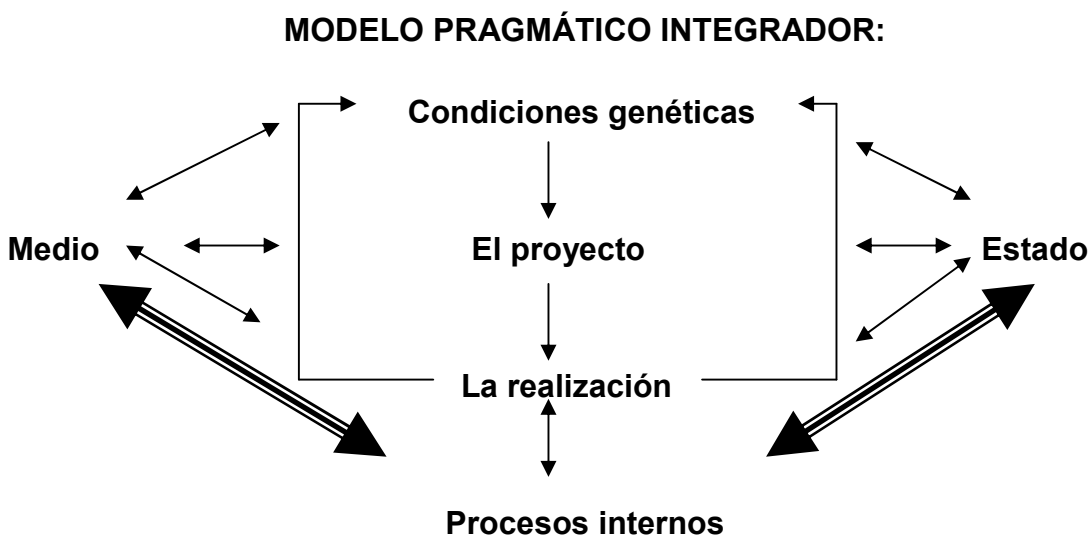 MODELO PRAGMÁTICO INTEGRADOR:
Condiciones genéticas
Medio
El proyecto
Estado
La realización
Procesos internos